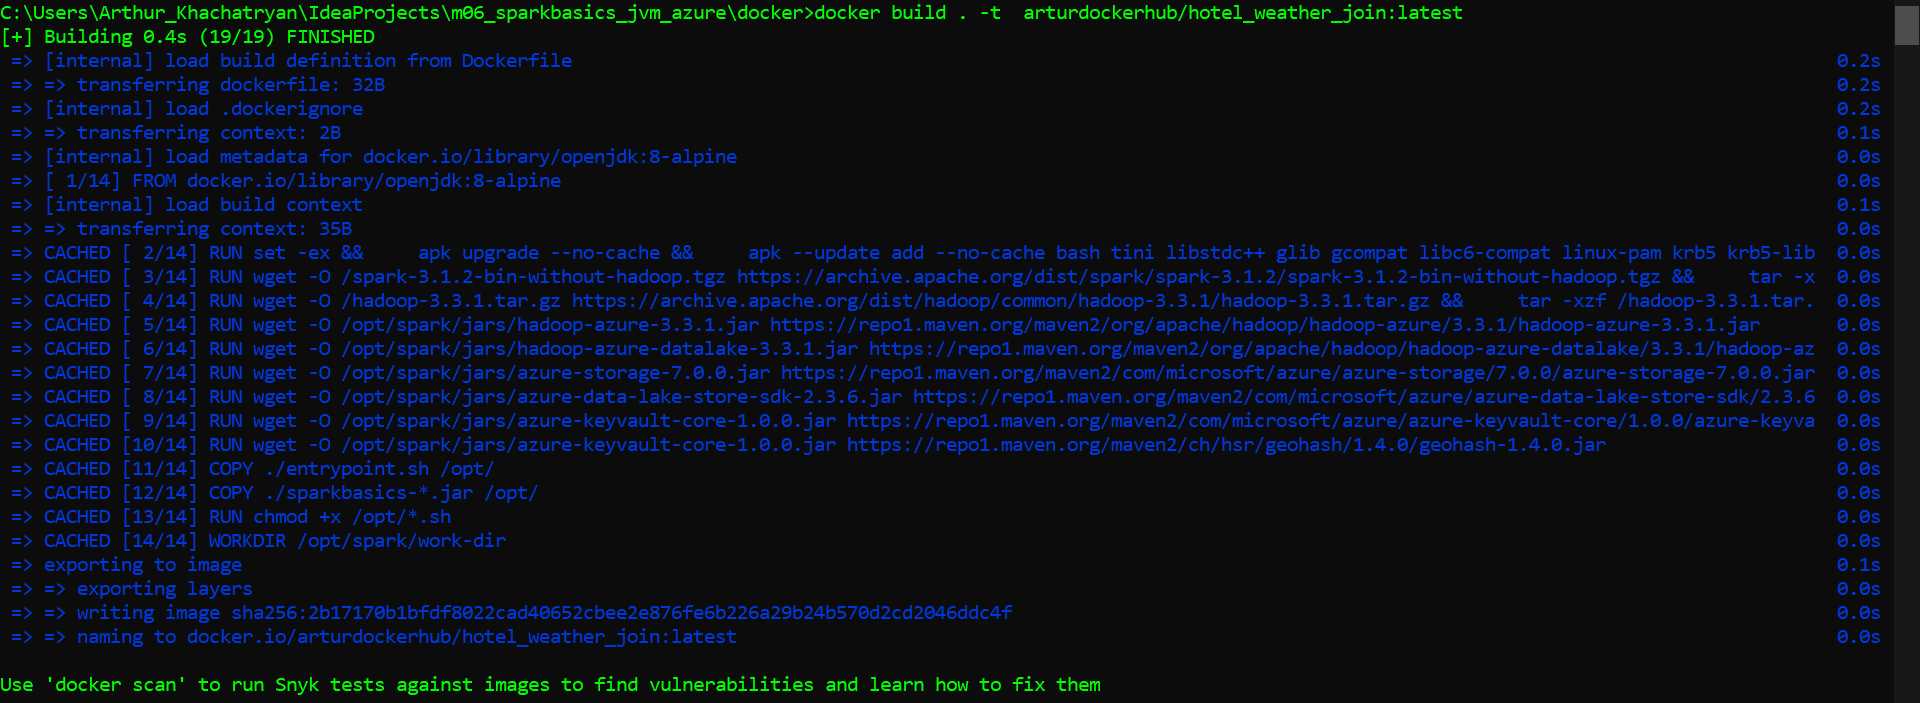 C:\Users\Arthur_Khachatryan\IdeaProjects\m06_sparkbasics_jvm_azure\docker>docker build . -t  arturdockerhub/hotel_weather_join:latest
[+] Building 0.4s (19/19) FINISHED
=> [internal] load build definition from Dockerfile 0.2s
=> => transferring dockerfile: 32B 0.2s
=> [internal] load .dockerignore 0.2s
=> => transferring context: 2B 0.1s
=> [internal] load metadata for docker.io/library/openjdk:8-alpine 0.0s
=> [ 1/14] FROM docker.io/library/openjdk:8-alpine 0.0s
=> [internal] load build context 0.1s
=> => transferring context: 35B 0.0s
=> CACHED [ 2/14] RUN set -ex &&     apk upgrade --no-cache &&     apk --update add --no-cache bash tini libstdc++ glib gcompat libc6-compat linux-pam krb5 krb5-lib 0.0s
=> CACHED [ 3/14] RUN wget -O /spark-3.1.2-bin-without-hadoop.tgz https://archive.apache.org/dist/spark/spark-3.1.2/spark-3.1.2-bin-without-hadoop.tgz &&     tar -x 0.0s
=> CACHED [ 4/14] RUN wget -O /hadoop-3.3.1.tar.gz https://archive.apache.org/dist/hadoop/common/hadoop-3.3.1/hadoop-3.3.1.tar.gz &&     tar -xzf /hadoop-3.3.1.tar. 0.0s
=> CACHED [ 5/14] RUN wget -O /opt/spark/jars/hadoop-azure-3.3.1.jar https://repo1.maven.org/maven2/org/apache/hadoop/hadoop-azure/3.3.1/hadoop-azure-3.3.1.jar 0.0s
=> CACHED [ 6/14] RUN wget -O /opt/spark/jars/hadoop-azure-datalake-3.3.1.jar https://repo1.maven.org/maven2/org/apache/hadoop/hadoop-azure-datalake/3.3.1/hadoop-az 0.0s
=> CACHED [ 7/14] RUN wget -O /opt/spark/jars/azure-storage-7.0.0.jar https://repo1.maven.org/maven2/com/microsoft/azure/azure-storage/7.0.0/azure-storage-7.0.0.jar 0.0s
=> CACHED [ 8/14] RUN wget -O /opt/spark/jars/azure-data-lake-store-sdk-2.3.6.jar https://repo1.maven.org/maven2/com/microsoft/azure/azure-data-lake-store-sdk/2.3.6 0.0s
=> CACHED [ 9/14] RUN wget -O /opt/spark/jars/azure-keyvault-core-1.0.0.jar https://repo1.maven.org/maven2/com/microsoft/azure/azure-keyvault-core/1.0.0/azure-keyva 0.0s
=> CACHED [10/14] RUN wget -O /opt/spark/jars/azure-keyvault-core-1.0.0.jar https://repo1.maven.org/maven2/ch/hsr/geohash/1.4.0/geohash-1.4.0.jar 0.0s
=> CACHED [11/14] COPY ./entrypoint.sh /opt/ 0.0s
=> CACHED [12/14] COPY ./sparkbasics-*.jar /opt/ 0.0s
=> CACHED [13/14] RUN chmod +x /opt/*.sh 0.0s
=> CACHED [14/14] WORKDIR /opt/spark/work-dir 0.0s
=> exporting to image 0.1s
=> => exporting layers 0.0s
=> => writing image sha256:2b17170b1bfdf8022cad40652cbee2e876fe6b226a29b24b570d2cd2046ddc4f 0.0s
=> => naming to docker.io/arturdockerhub/hotel_weather_join:latest 0.0s
Use 'docker scan' to run Snyk tests against images to find vulnerabilities and learn how to fix them